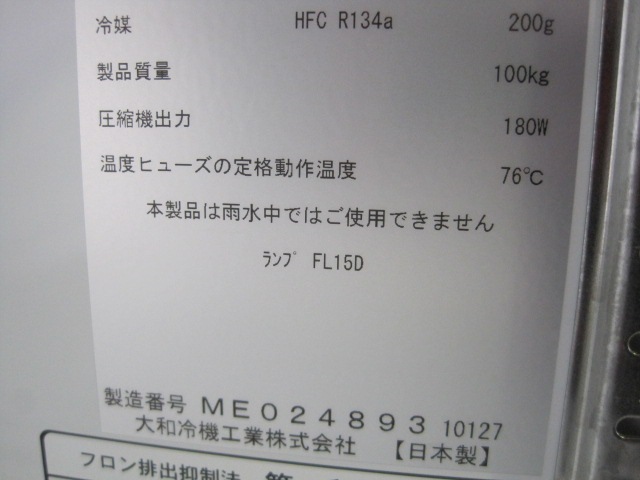 冷媒 HFC R134a 200g
製品質量 100kg
圧縮機出力 180W
温度ヒューズの定格動作温度 76℃
本製品は雨水中ではご使用できません
ﾗﾝﾌﾟ FL15D
製造番号 ＭＥ０２４８９３ 10127
大和冷機工業株式会社 【日本製】
フロン排出抑制法